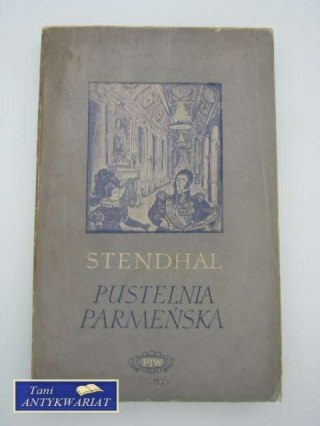 STENDHAL
PUSTELNIA
PARMEŃSKA
PIW
Tani
ANTYKWARIAT